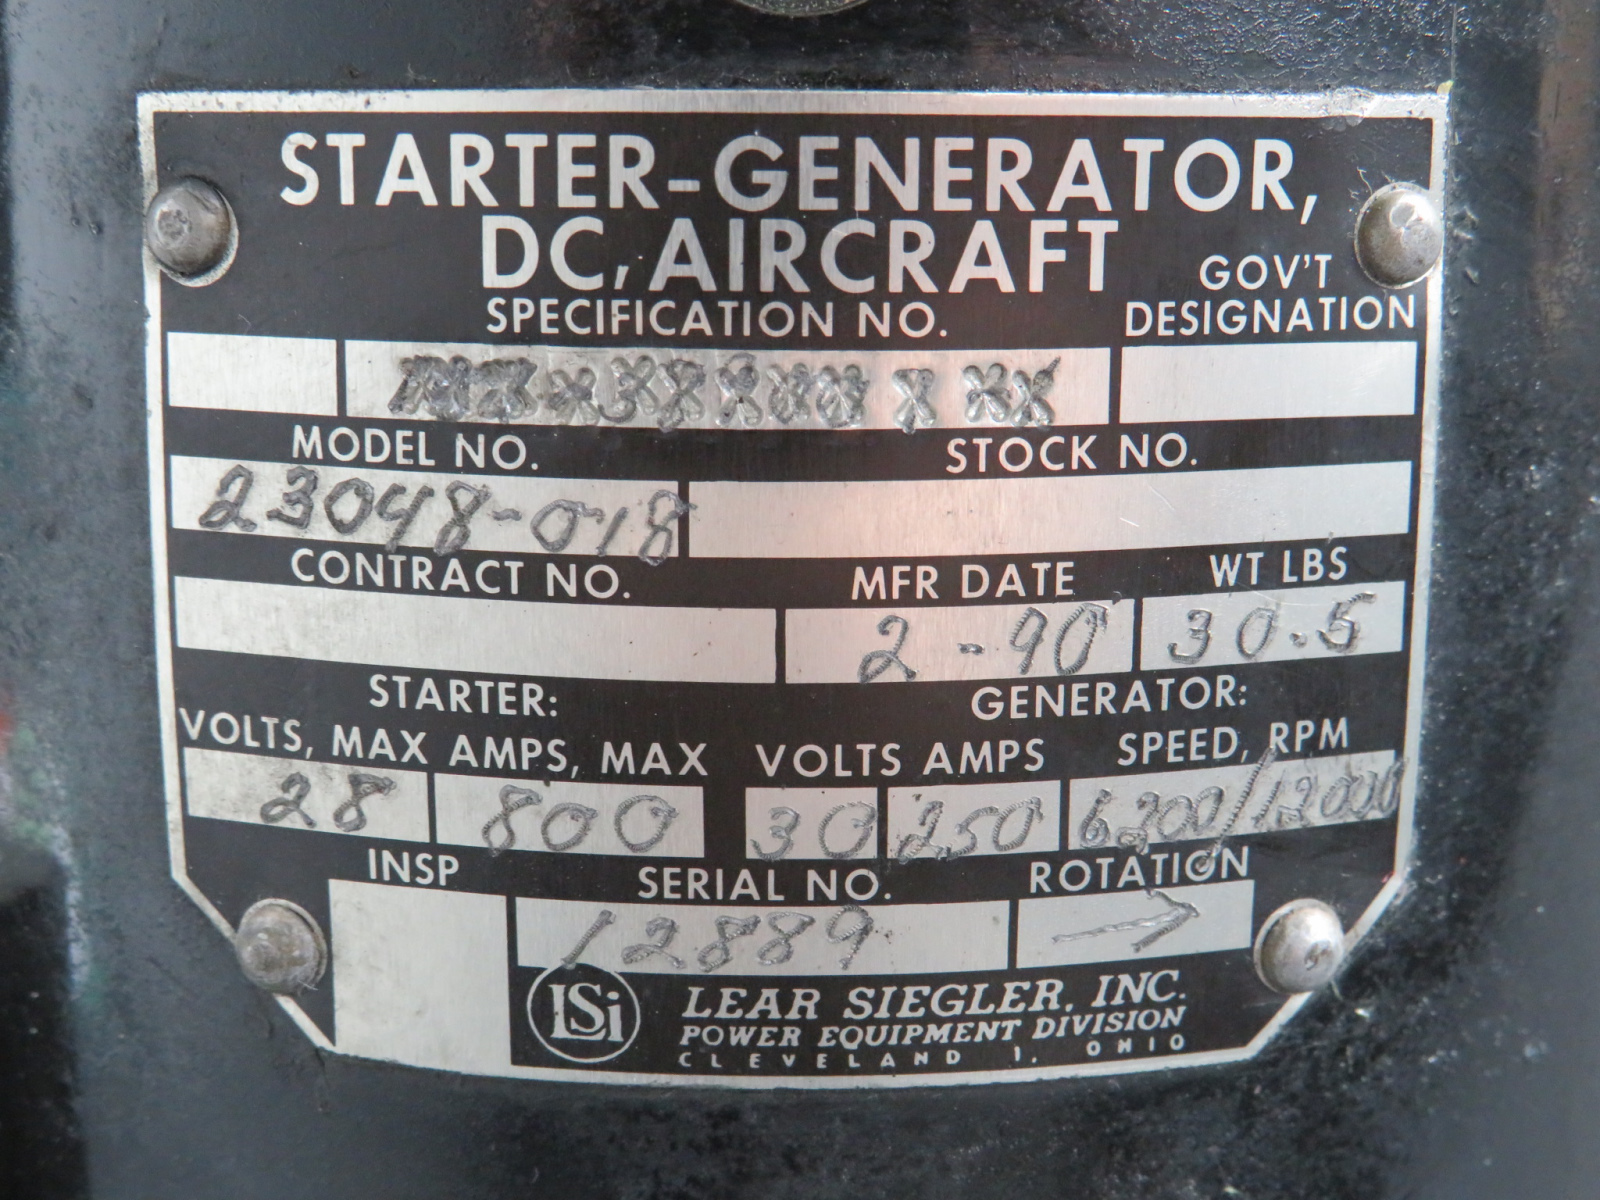 STARTER-GENERATOR,
DC, AIRCRAFT
SPECIFICATION NO.
GOV'T
DESIGNATION
MODEL NO.
STOCK NO.
23048-018
CONTRACT NO.
MFR DATE
WT LBS
2-90
30.5
STARTER:
GENERATOR:
VOLTS, MAX AMPS, MAX VOLTS AMPS SPEED, RPM
28 800 30 250
INSP
SERIAL NO.
ROTATION
12889 →
LSi
LEAR SIEGLER, INC.
POWER EQUIPMENT DIVISION
CLEVELAND 1, OHIO